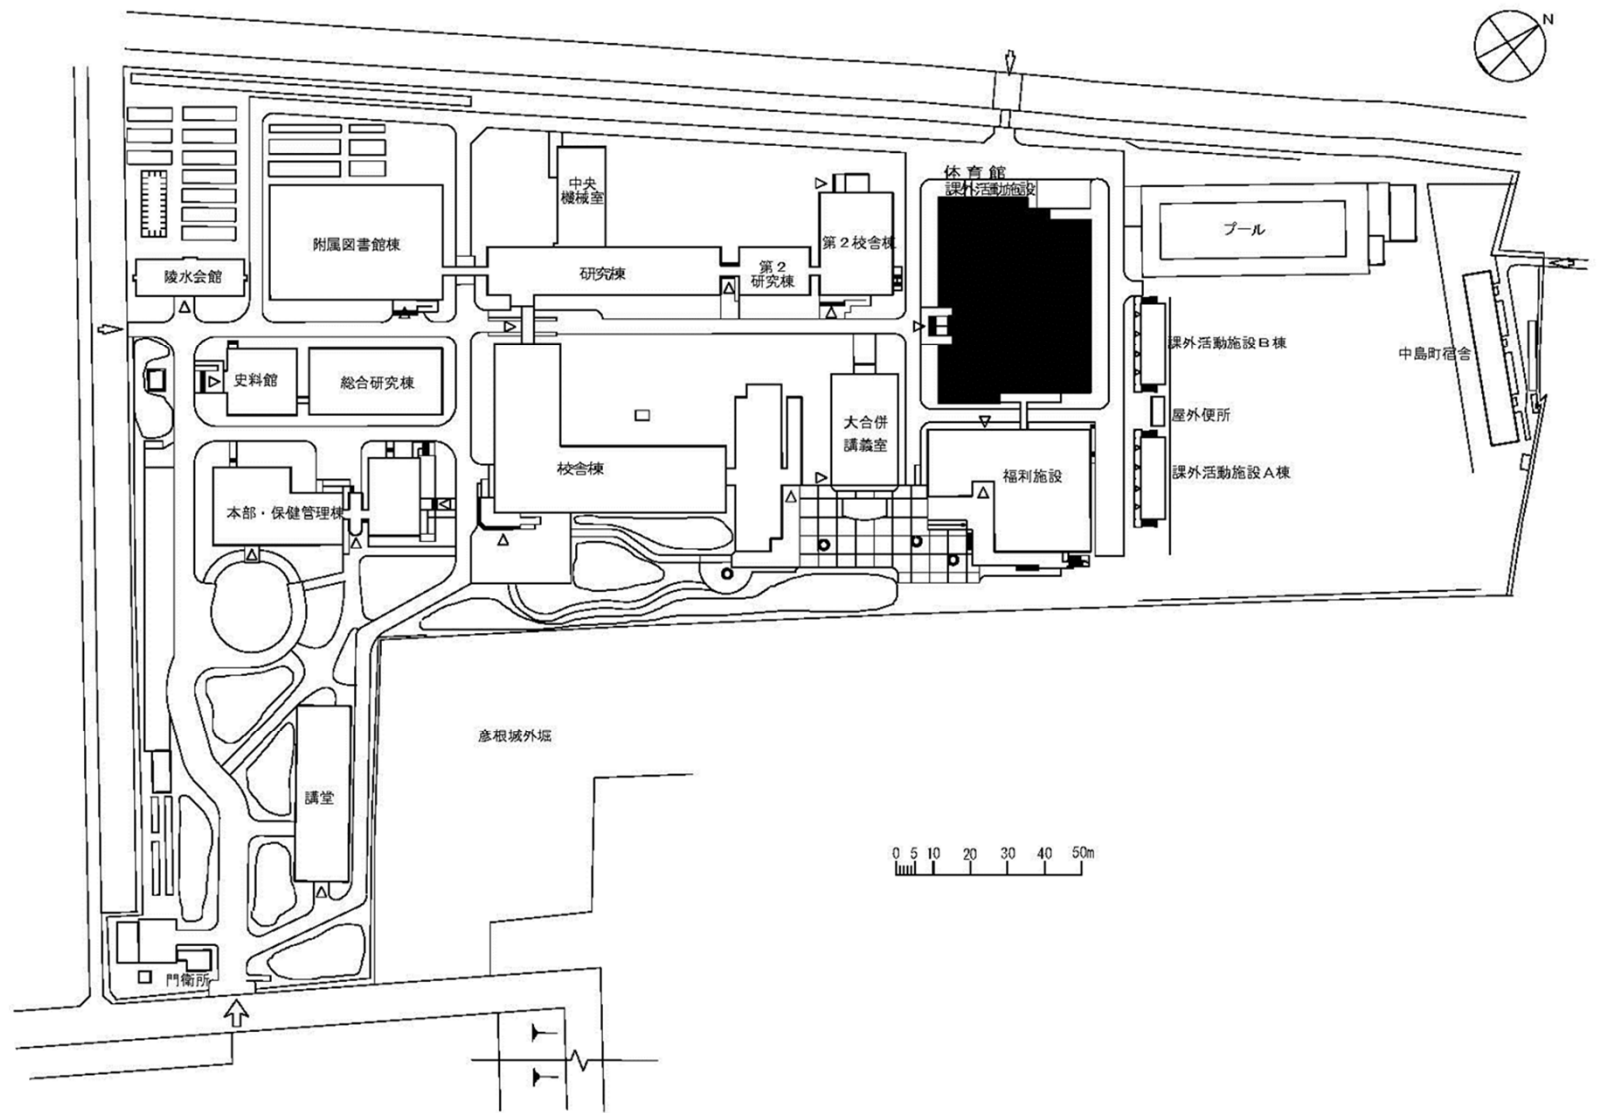 N
体育館
課外活動施設
中央
機械室
プール
附属図書館棟
第２校舎棟
研究棟
第２
研究棟
陵水会館
課外活動施設Ｂ棟
中島町宿舎
史料館
総合研究棟
屋外便所
大合併
講義室
校舎棟
福利施設
課外活動施設Ａ棟
本部・保健管理棟
彦根城外堀
講堂
0 5 10 20 30 40 50m
門衛所